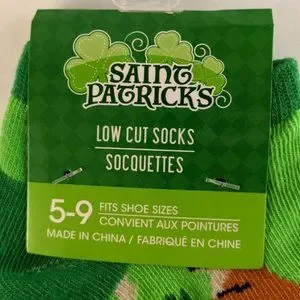 SAINT
PATRICK'S
LOW CUT SOCKS
SOCQUETTES
5-9 FITS SHOE SIZES
CONVIENT AUX POINTURES
MADE IN CHINA / FABRIQUÉ EN CHINE